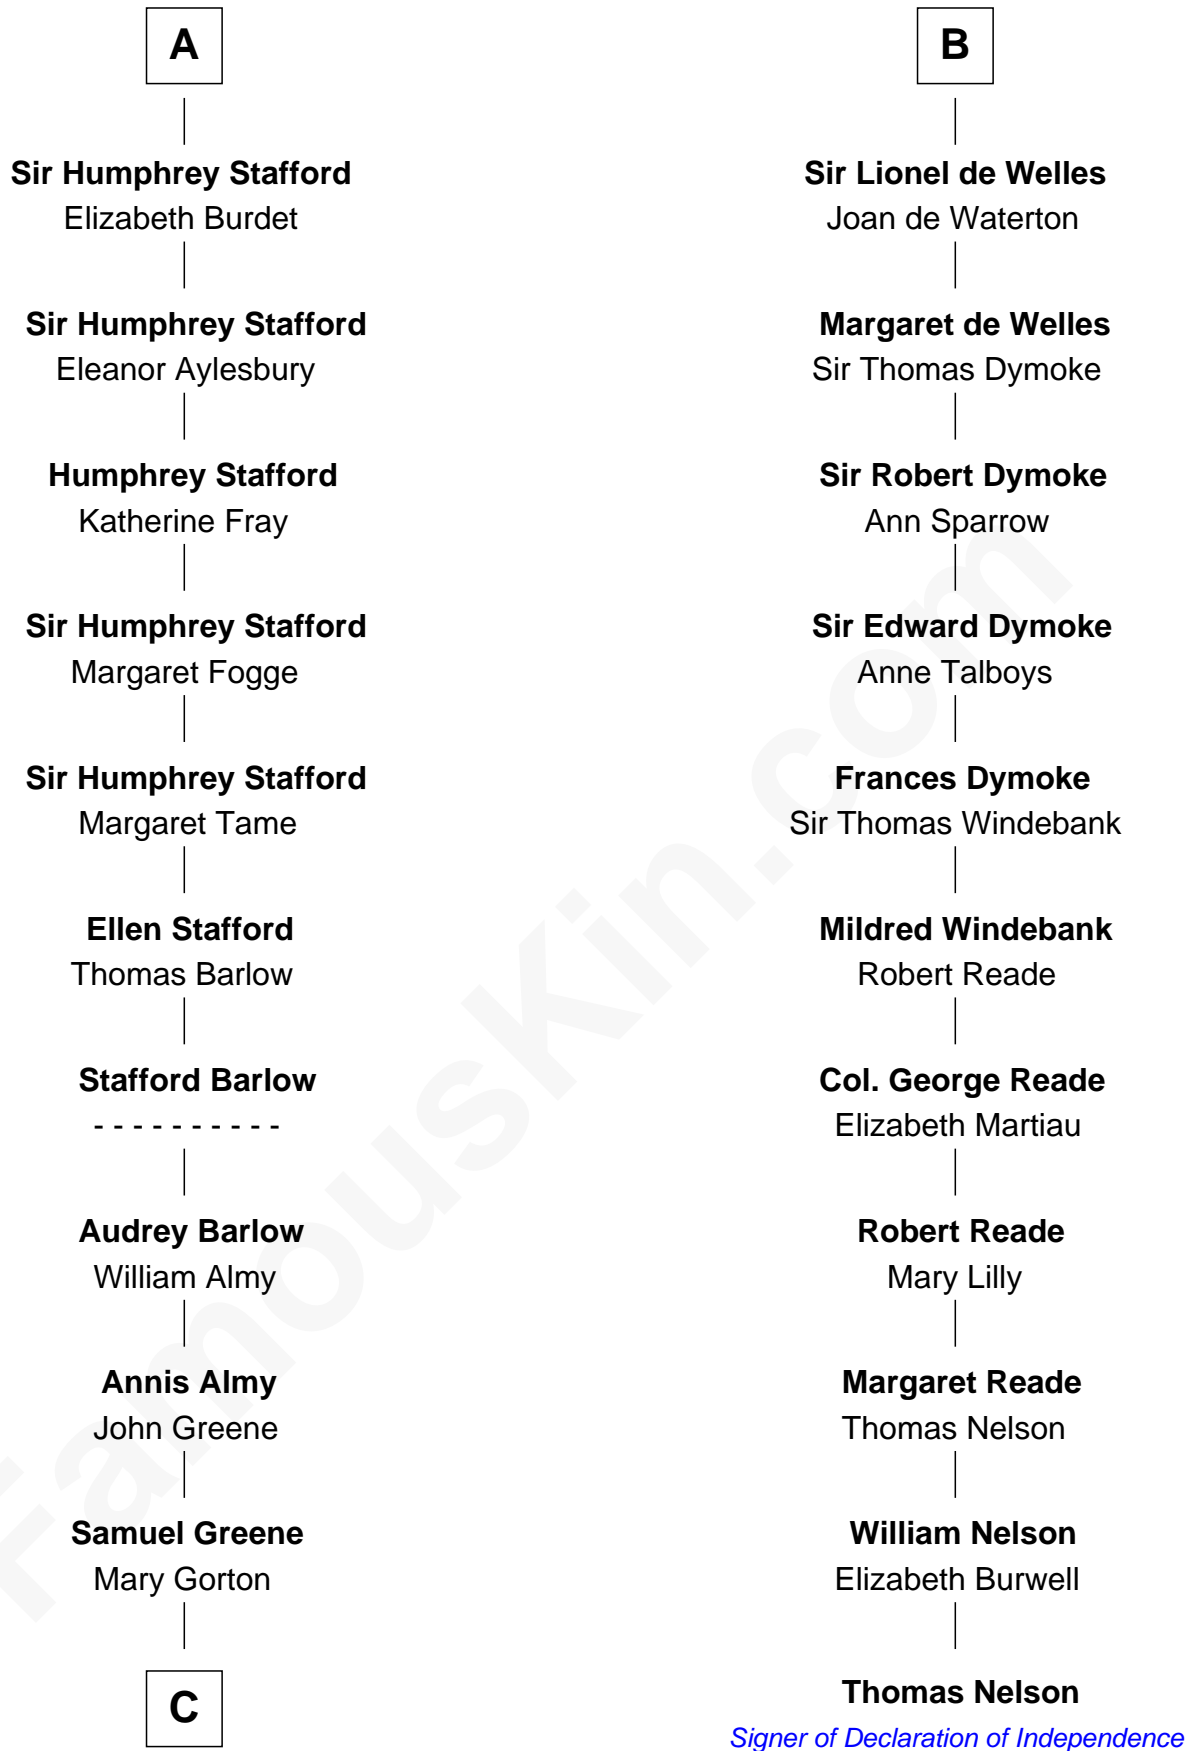 A
Sir Humphrey Stafford
Elizabeth Burdet
Sir Humphrey Stafford
Eleanor Aylesbury
Humphrey Stafford
Katherine Fray
Sir Humphrey Stafford
Margaret Fogge
Sir Humphrey Stafford
Margaret Tame
Ellen Stafford
Thomas Barlow
Stafford Barlow
- - - - - - - - - -
Audrey Barlow
William Almy
Annis Almy
John Greene
Samuel Greene
Mary Gorton
C
B
Sir Lionel de Welles
Joan de Waterton
Margaret de Welles
Sir Thomas Dymoke
Sir Robert Dymoke
Ann Sparrow
Sir Edward Dymoke
Anne Talboys
Frances Dymoke
Sir Thomas Windebank
Mildred Windebank
Robert Reade
Col. George Reade
Elizabeth Martiau
Robert Reade
Mary Lilly
Margaret Reade
Thomas Nelson
William Nelson
Elizabeth Burwell
Thomas Nelson
Signer of Declaration of Independence
FamousKin.com